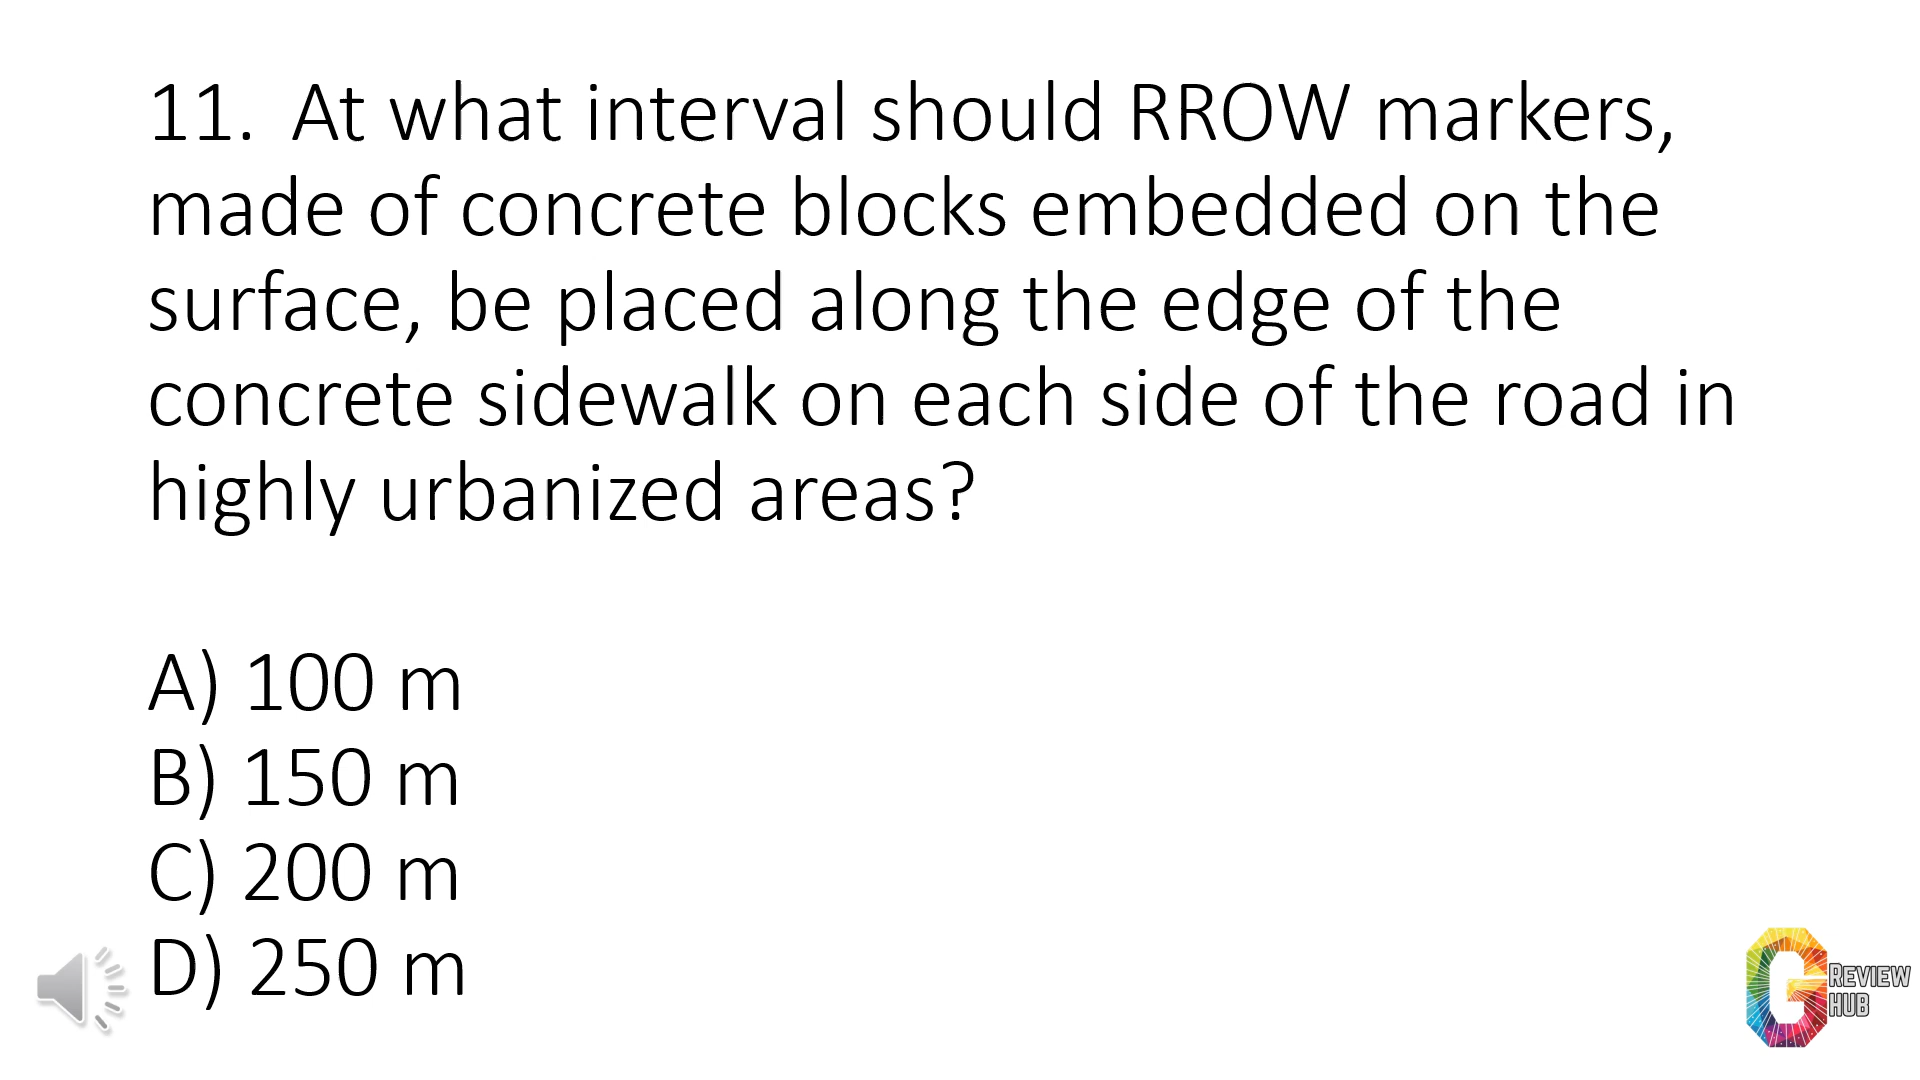 11.  At what interval should RROW markers,
made of concrete blocks embedded on the
surface, be placed along the edge of the
concrete sidewalk on each side of the road in
highly urbanized areas?
A) 100 m
B) 150 m
C) 200 m
D) 250 m
G REVIEW
HUB